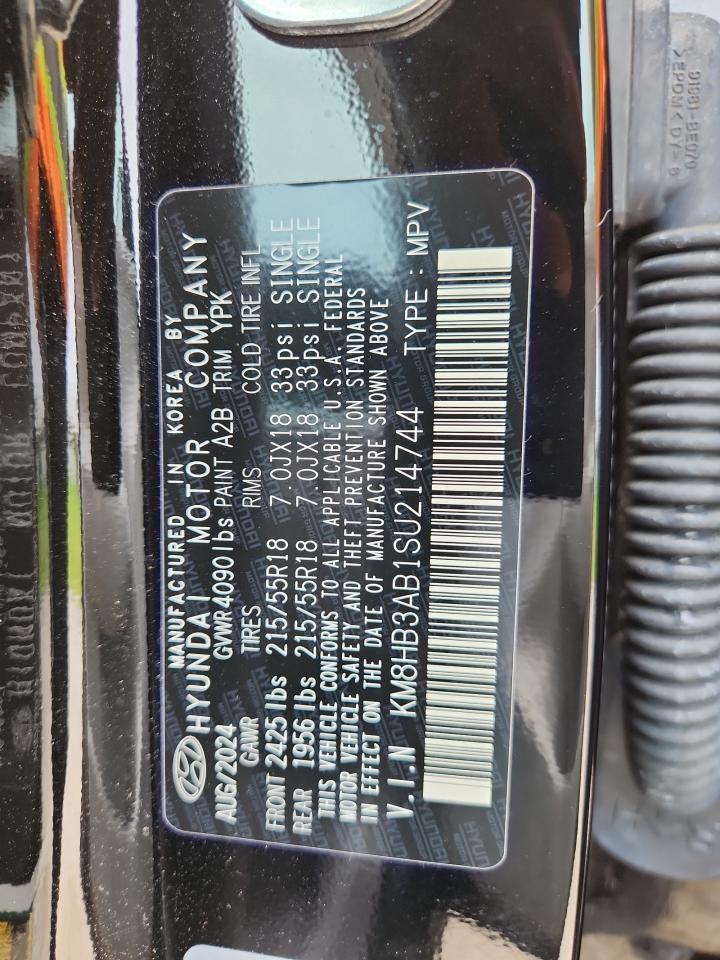 MANUFACTURED IN KOREA BY
HYUNDAI MOTOR COMPANY
AUG/2024 GVWR 4090lbs PAINT A2B TRIM YPK
GAWR TIRES RIMS COLD TIRE INFL
FRONT 2425 lbs 215/55R18 7.0JX18 33psi SINGLE
REAR 1956 lbs 215/55R18 7.0JX18 33psi SINGLE
THIS VEHICLE CONFORMS TO ALL APPLICABLE U.S.A. FEDERAL
MOTOR VEHICLE SAFETY AND THEFT PREVENTION STANDARDS
IN EFFECT ON THE DATE OF MANUFACTURE SHOWN ABOVE
V.I.N KM8HB3AB1SU214744 TYPE : MPV
>EPDM<